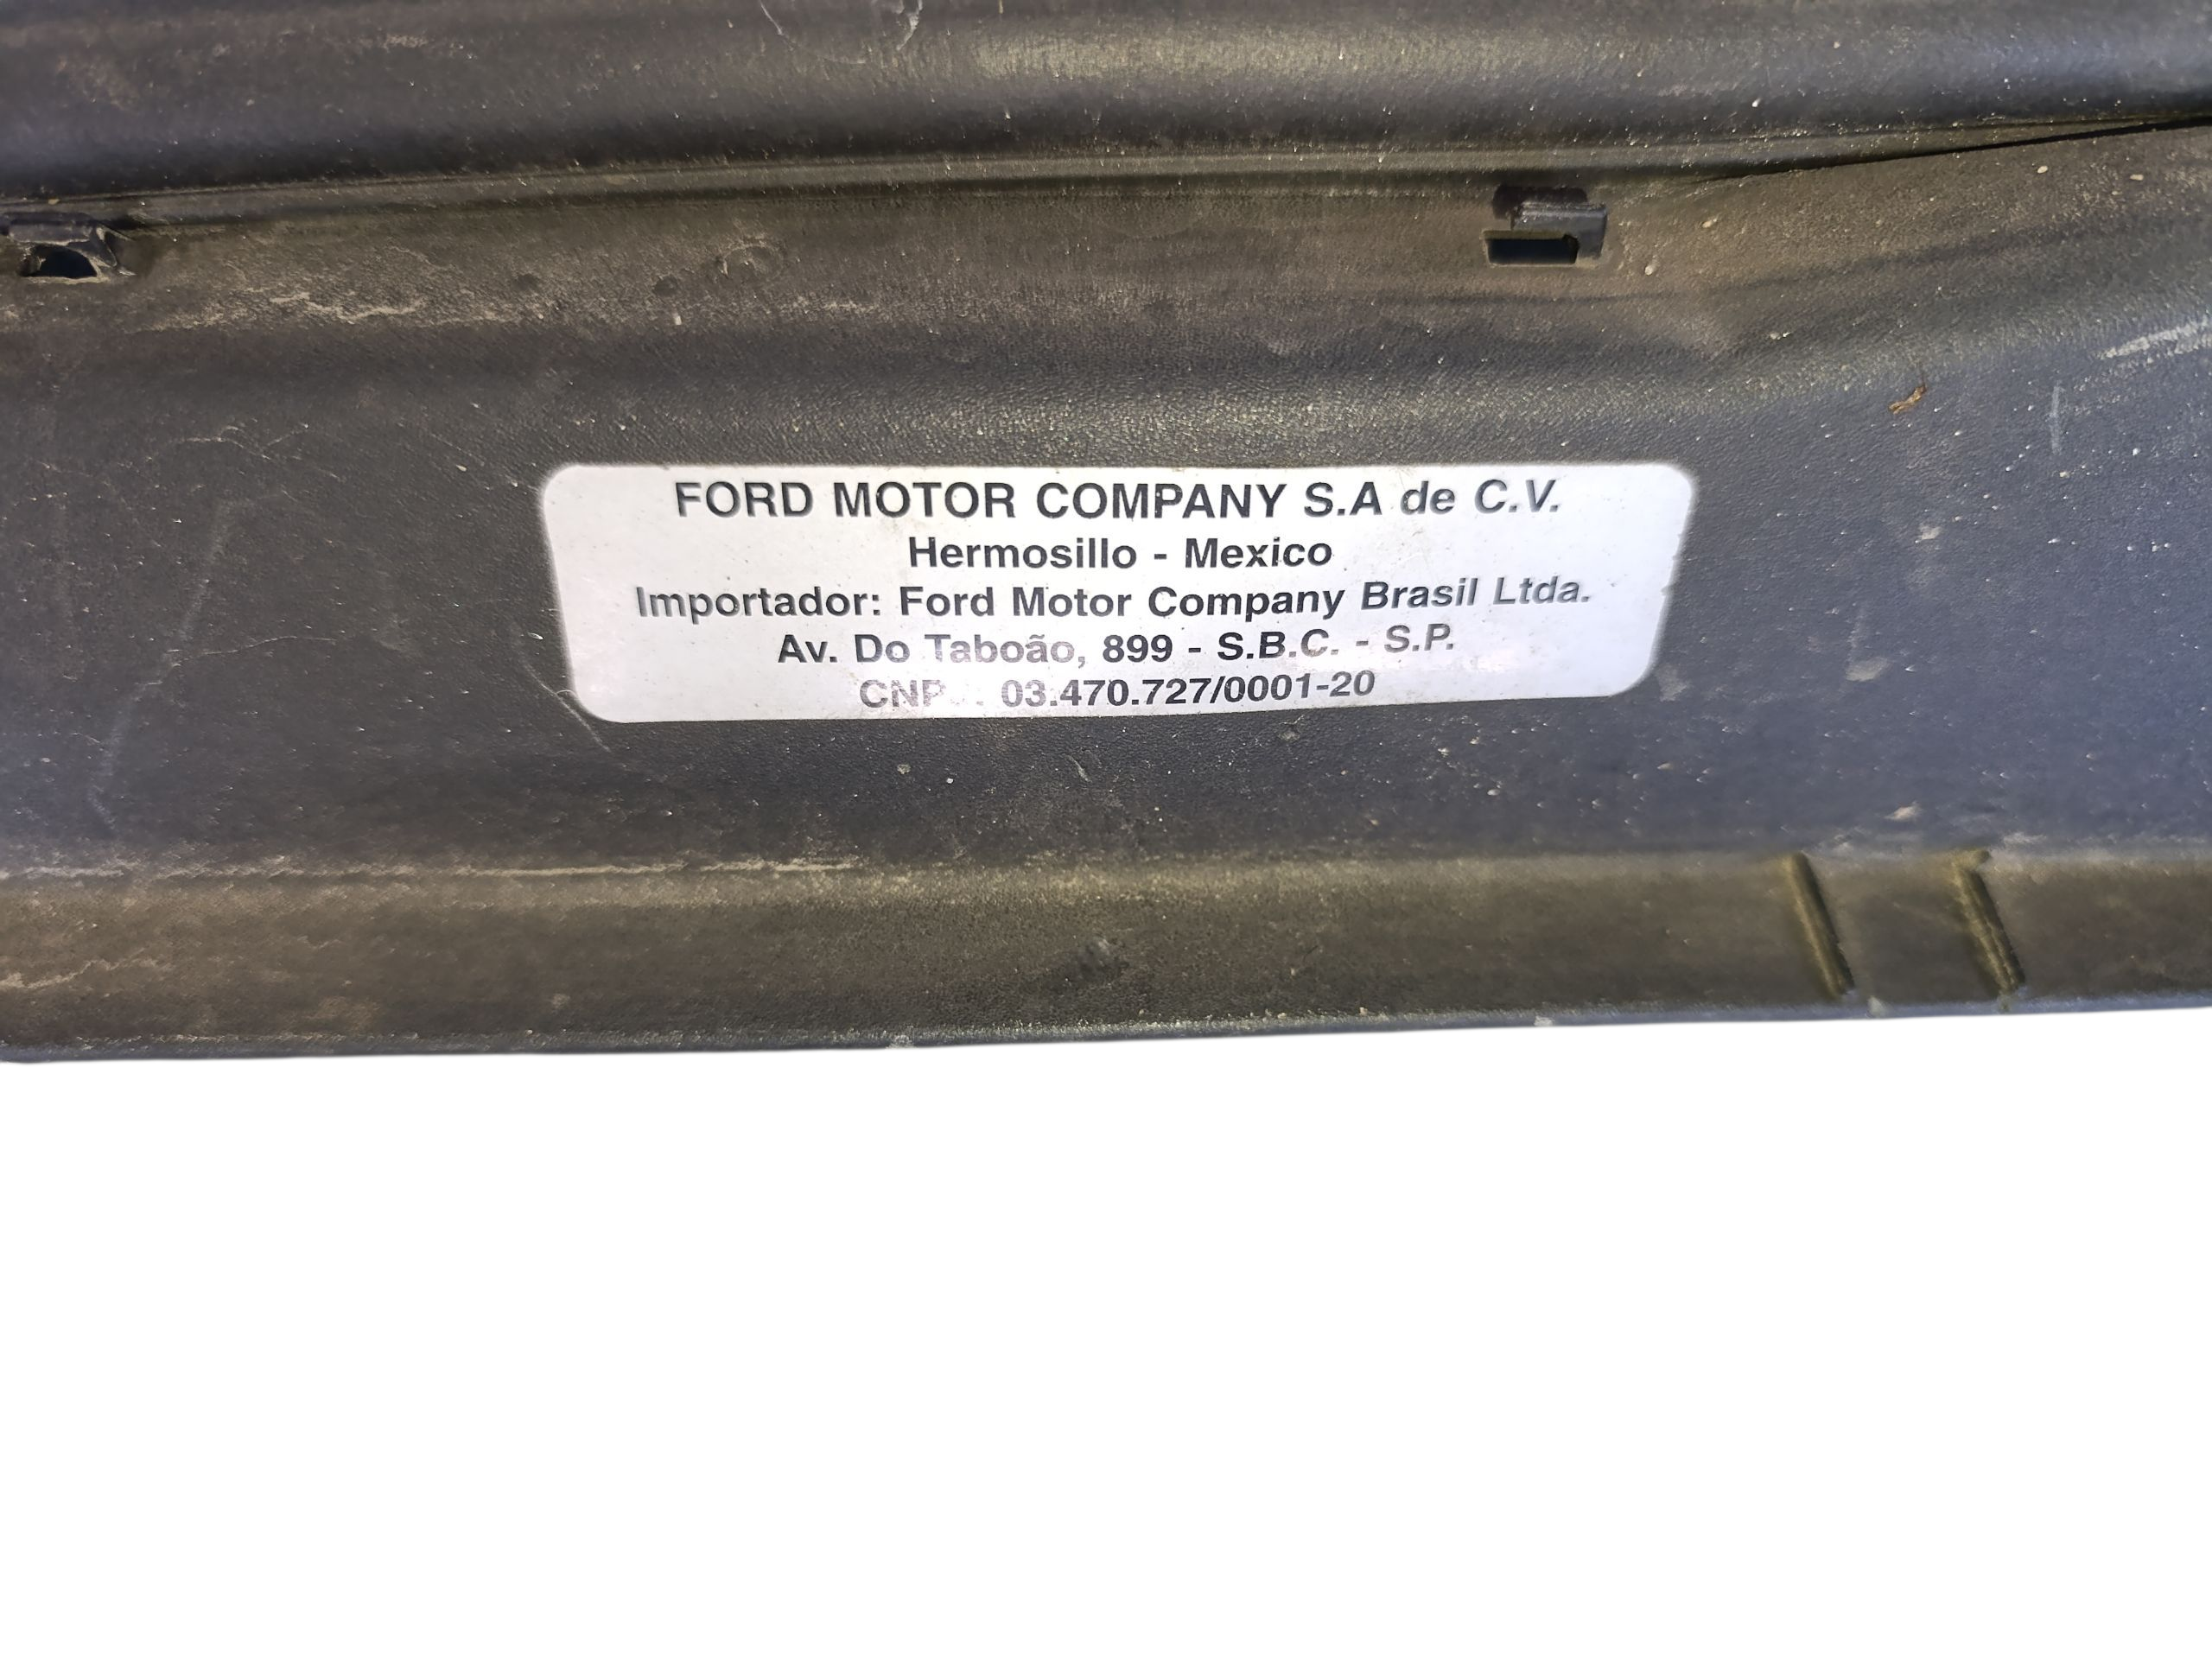 FORD MOTOR COMPANY S.A de C.V.
Hermosillo - Mexico
Importador: Ford Motor Company Brasil Ltda.
Av. Do Taboão, 899 - S.B.C. - S.P.
03.470.727/0001-20